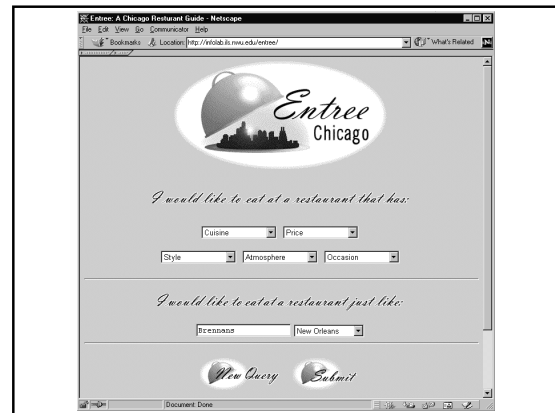 Entree: A Chicago Resturant Guide - Netscape
File Edit View Go Communicator Help
Bookmarks Location: http://infolab.ils.nwu.edu/entree/ What's Related
Entree
Chicago
I would like to eat at a restaurant that has:
Cuisine Price
Style Atmosphere Occasion
I would like to eat at a restaurant just like:
Brennans New Orleans
New Query Submit
Document: Done